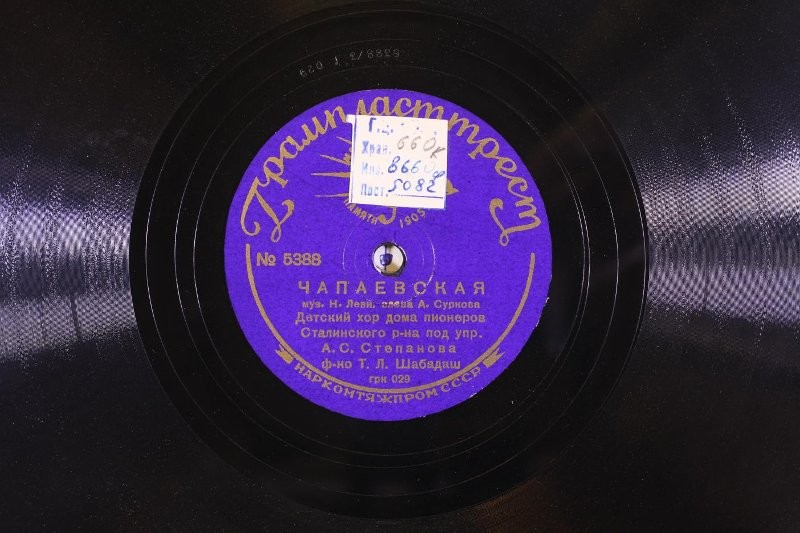 5388/3 1 029
Грампласттрест
Г.ц.
Хран. 660к
Инв. 8660
Пост. 5082
ПАМЯТИ 1905
№ 5388
ЧАПАЕВСКАЯ
муз. Н. Леви, слова А. Суркова
Детский хор дома пионеров
Сталинского р-на под упр.
А. С. Степанова
ф-но Т. Л. Шабадаш
грк 029
НАРКОМТЯЖПРОМ СССР